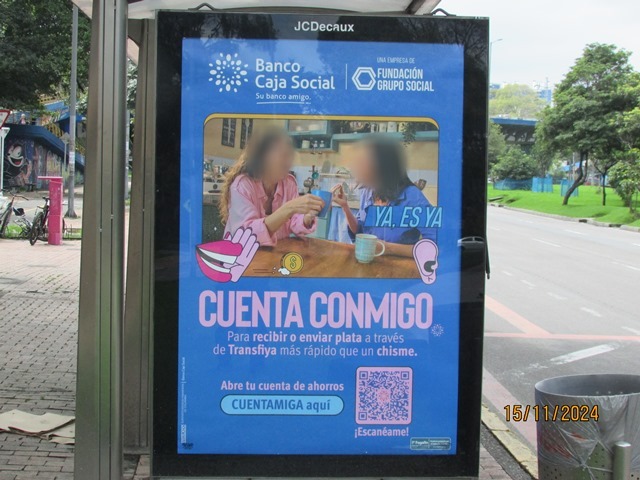 JCDecaux
Banco
Caja Social
Su banco amigo.
UNA EMPRESA DE
FUNDACIÓN
GRUPO SOCIAL
YA, ES YA
CUENTA CONMIGO
Para recibir o enviar plata a través
de Transfiya más rápido que un chisme.
Abre tu cuenta de ahorros
CUENTAMIGA aquí
¡Escanéame!
15/11/2024